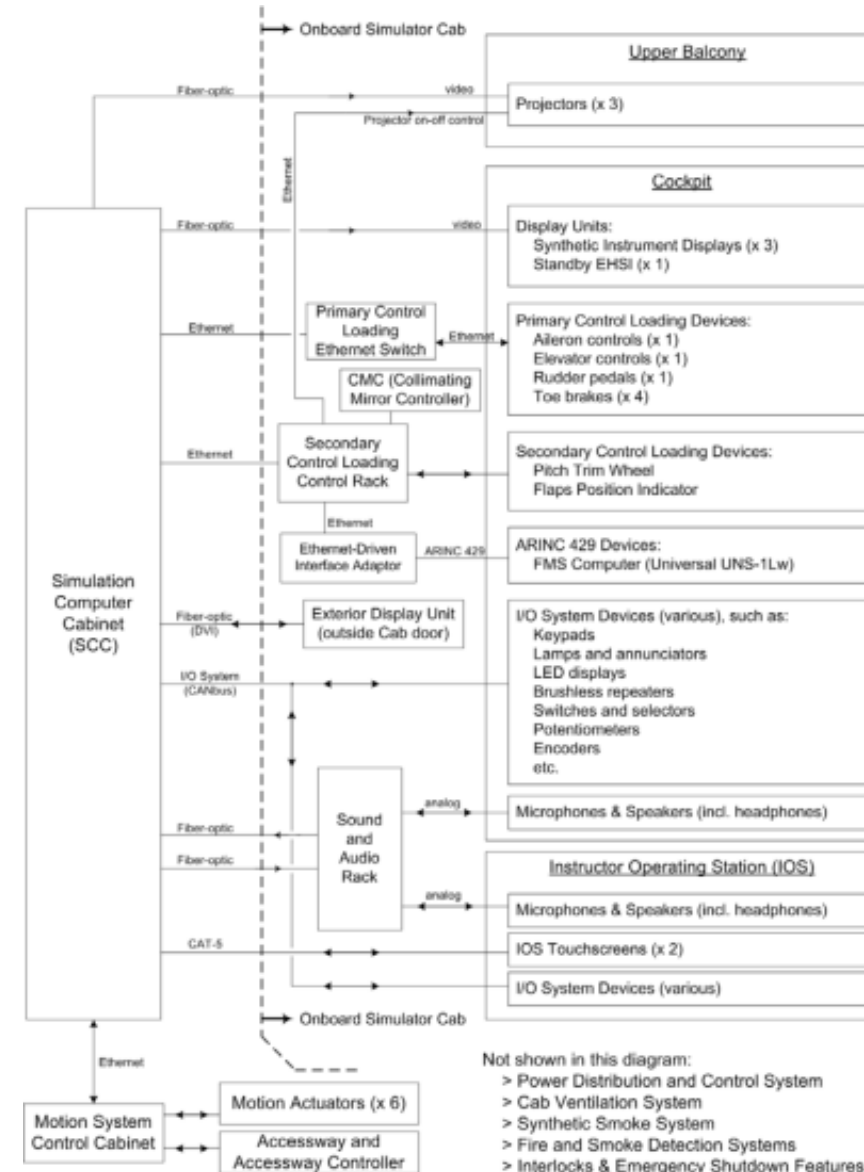 Onboard Simulator Cab
Upper Balcony
Fiber-optic
video
Projectors (x 3)
Projector on-off control
Ethernet
Cockpit
Fiber-optic
video
Display Units:
Synthetic Instrument Displays (x 3)
Standby EHSI (x 1)
Ethernet
Primary Control
Loading
Ethernet Switch
Ethernet
Primary Control Loading Devices:
Aileron controls (x 1)
Elevator controls (x 1)
Rudder pedals (x 1)
Toe brakes (x 4)
CMC (Collimating
Mirror Controller)
Ethernet
Secondary
Control Loading
Control Rack
Secondary Control Loading Devices:
Pitch Trim Wheel
Flaps Position Indicator
Ethernet
Ethernet-Driven
Interface Adaptor
ARINC 429
ARINC 429 Devices:
FMS Computer (Universal UNS-1Lw)
Simulation
Computer
Cabinet
(SCC)
Fiber-optic
(DVI)
Exterior Display Unit
(outside Cab door)
I/O System
(CANbus)
I/O System Devices (various), such as:
Keypads
Lamps and annunciators
LED displays
Brushless repeaters
Switches and selectors
Potentiometers
Encoders
etc.
Fiber-optic
Fiber-optic
Sound
and
Audio
Rack
analog
Microphones & Speakers (incl. headphones)
Instructor Operating Station (IOS)
analog
Microphones & Speakers (incl. headphones)
CAT-5
IOS Touchscreens (x 2)
I/O System Devices (various)
Onboard Simulator Cab
Ethernet
Motion System
Control Cabinet
Motion Actuators (x 6)
Accessway and
Accessway Controller
Not shown in this diagram:
> Power Distribution and Control System
> Cab Ventilation System
> Synthetic Smoke System
> Fire and Smoke Detection Systems
> Interlocks & Emergency Shutdown Features